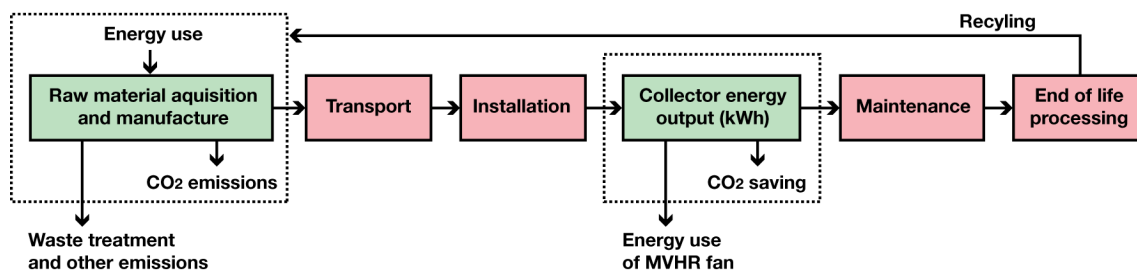 Recyling
Energy use
Raw material aquisition
and manufacture
Transport
Installation
Collector energy
output (kWh)
Maintenance
End of life
processing
CO2 emissions
CO2 saving
Waste treatment
and other emissions
Energy use
of MVHR fan